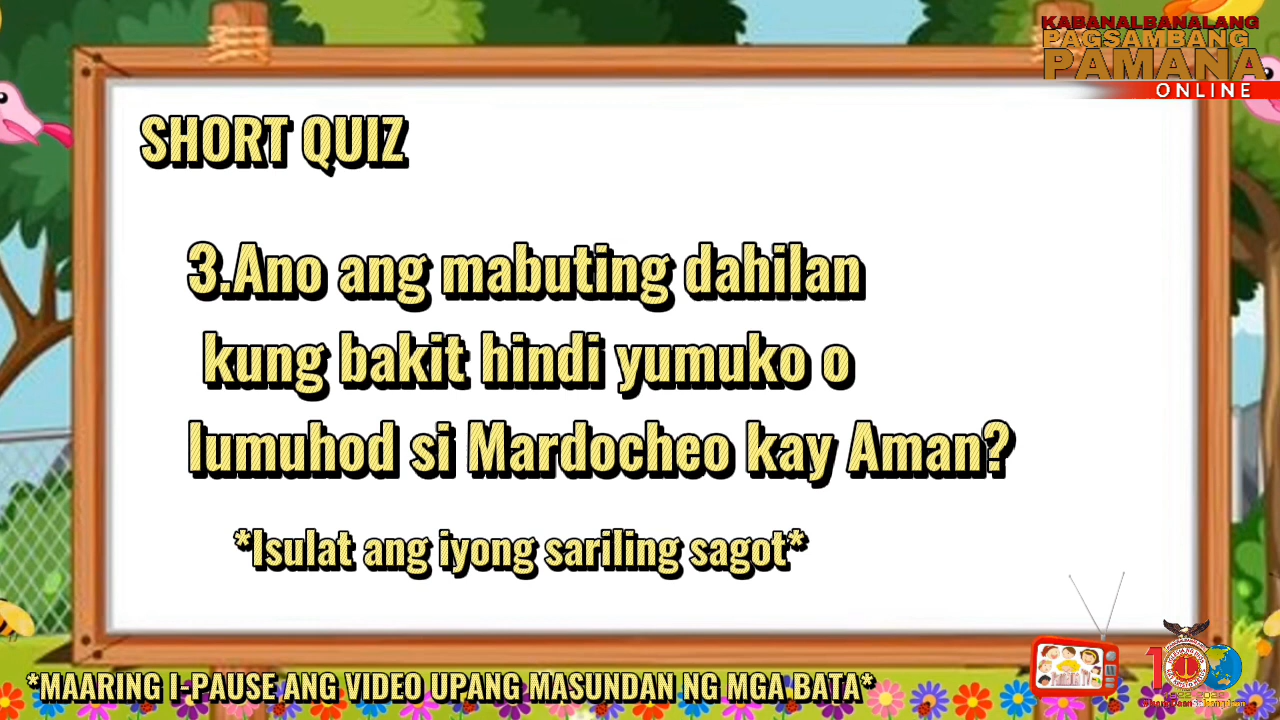 KABANALBANALANG
PAGSAMBANG
PAMANA
ONLINE
SHORT QUIZ
3.Ano ang mabuting dahilan
kung bakit hindi yumuko o
lumuhod si Mardocheo kay Aman?
*Isulat ang iyong sariling sagot*
*MAARING I-PAUSE ANG VIDEO UPANG MASUNDAN NG MGA BATA*